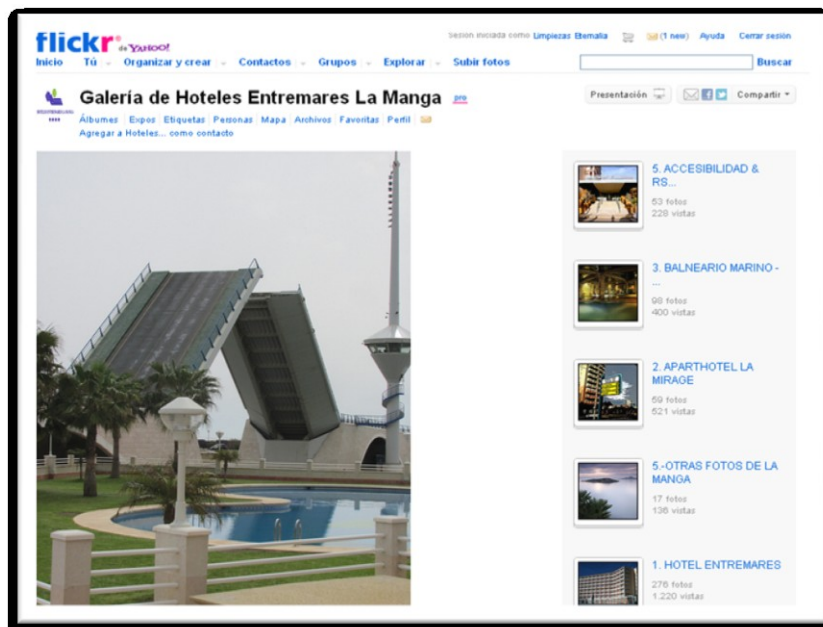 flickr de YAHOO!
Sesión iniciada como Limpiezas Eternalia (1 new) Ayuda Cerrar sesión
Inicio Tú Organizar y crear Contactos Grupos Explorar Subir fotos Buscar
Galería de Hoteles Entremares La Manga pro
Presentación Compartir
Álbumes Expos Etiquetas Personas Mapa Archivos Favoritas Perfil
Agregar a Hoteles... como contacto
5. ACCESIBILIDAD &
RS...
53 fotos
228 vistas
3. BALNEARIO MARINO -
...
98 fotos
400 vistas
2. APARTHOTEL LA
MIRAGE
59 fotos
521 vistas
5.-OTRAS FOTOS DE LA
MANGA
17 fotos
136 vistas
1. HOTEL ENTREMARES
276 fotos
1.220 vistas